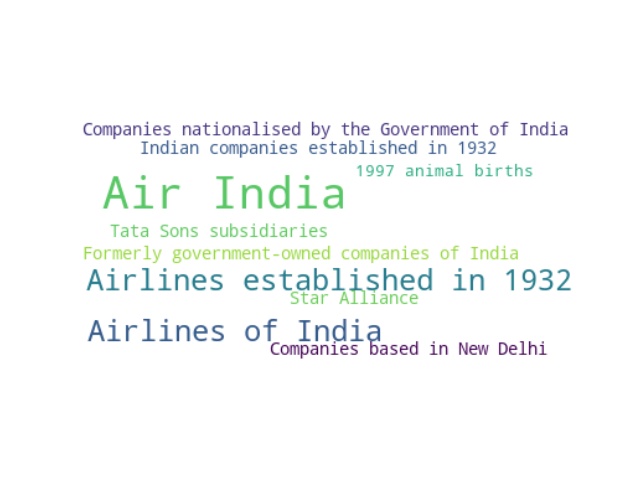 Companies nationalised by the Government of India
Indian companies established in 1932
1997 animal births
Air India
Tata Sons subsidiaries
Formerly government-owned companies of India
Airlines established in 1932
Star Alliance
Airlines of India
Companies based in New Delhi